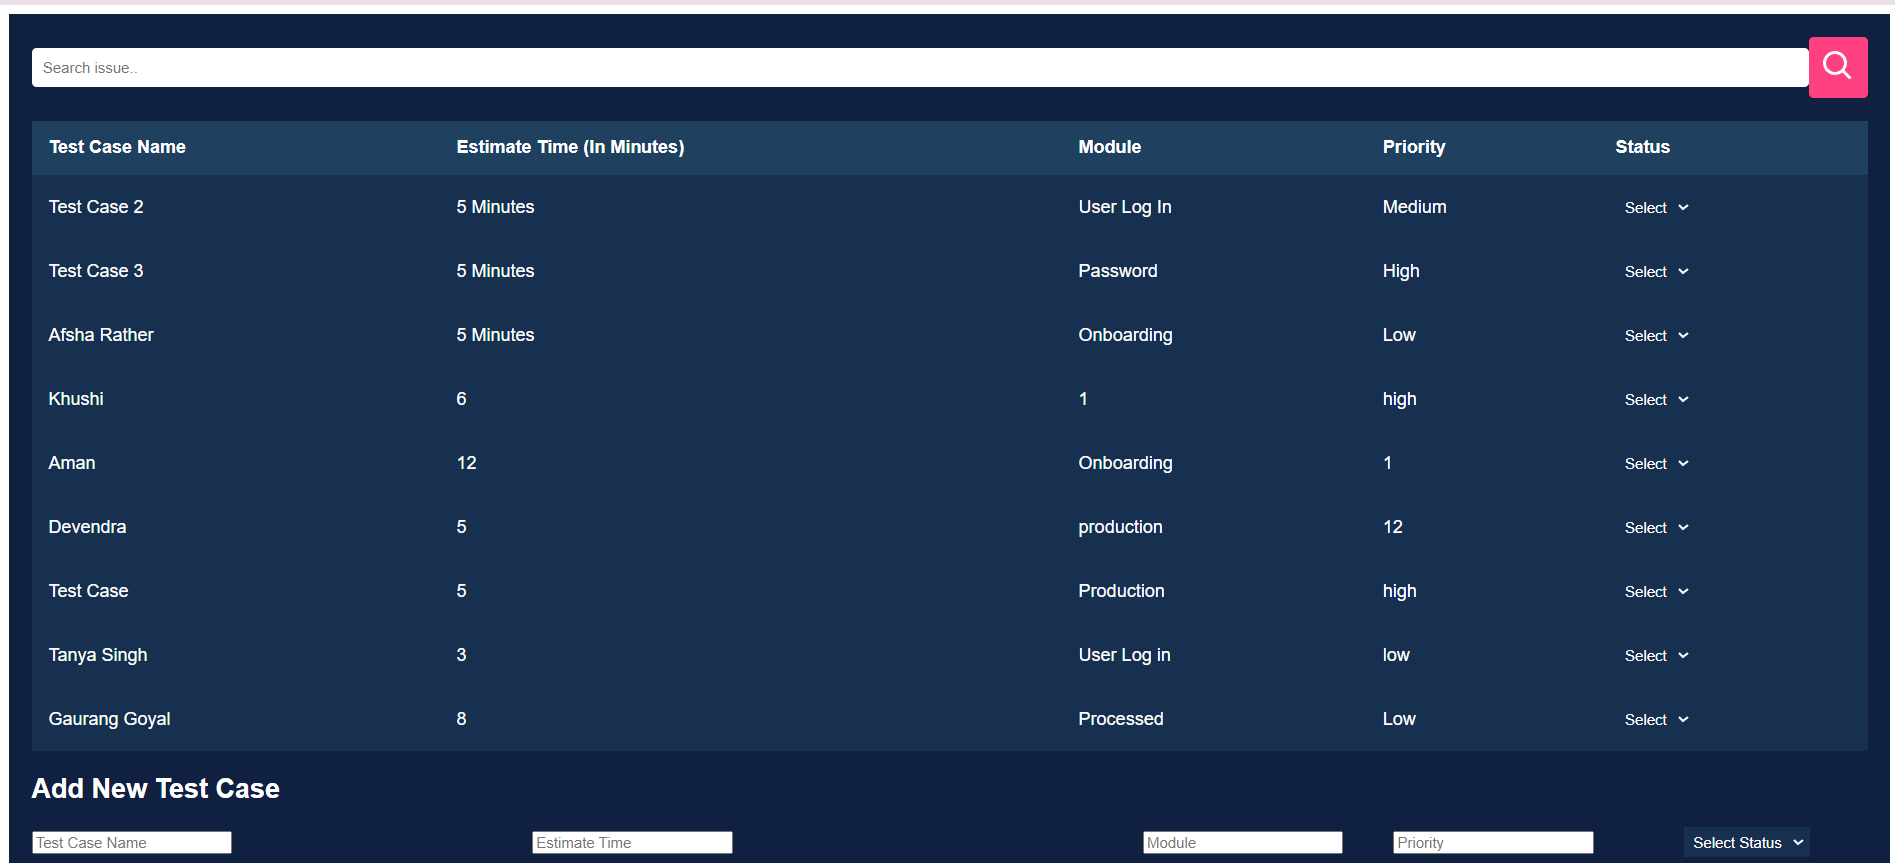 Search issue..
Test Case Name Estimate Time (In Minutes) Module Priority Status
Test Case 2 5 Minutes User Log In Medium Select
Test Case 3 5 Minutes Password High Select
Afsha Rather 5 Minutes Onboarding Low Select
Khushi 6 1 high Select
Aman 12 Onboarding 1 Select
Devendra 5 production 12 Select
Test Case 5 Production high Select
Tanya Singh 3 User Log in low Select
Gaurang Goyal 8 Processed Low Select
Add New Test Case
Test Case Name Estimate Time Module Priority Select Status